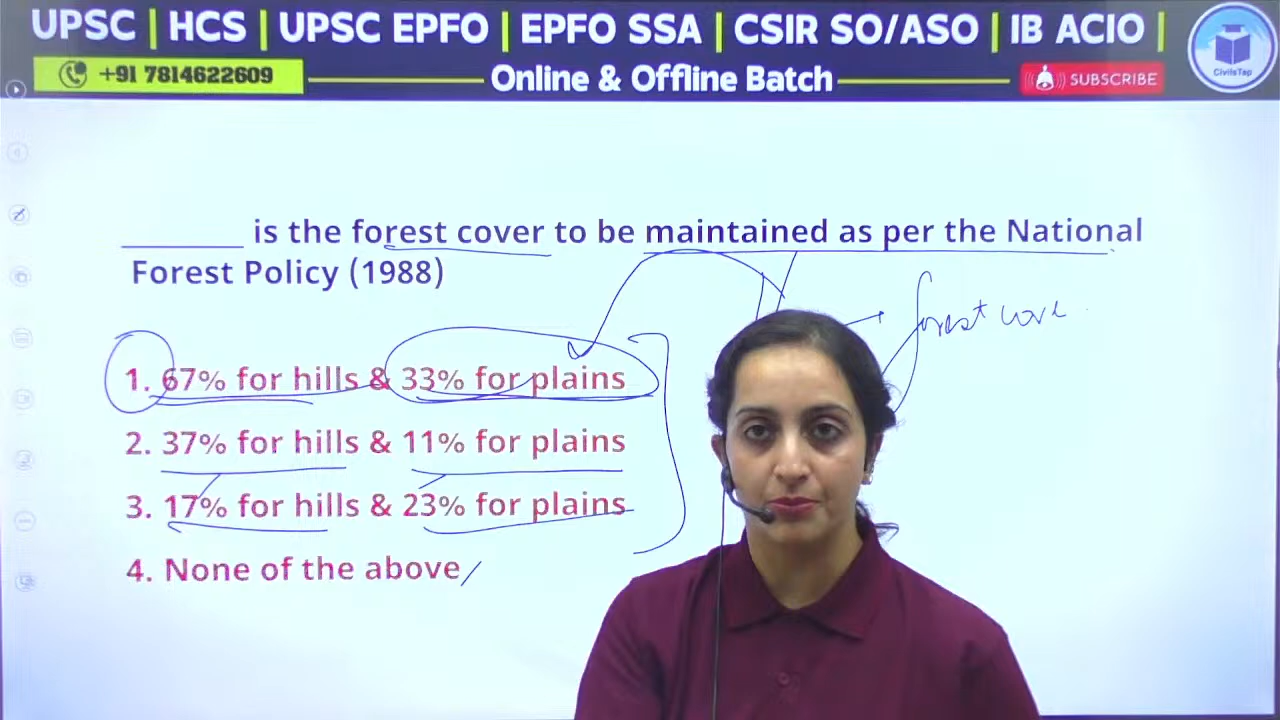 UPSC | HCS | UPSC EPFO | EPFO SSA | CSIR SO/ASO | IB ACIO |
+91 7814622609
Online & Offline Batch
SUBSCRIBE
CivilsTap
______ is the forest cover to be maintained as per the National
Forest Policy (1988)
forest cove
1. 67% for hills & 33% for plains
2. 37% for hills & 11% for plains
3. 17% for hills & 23% for plains
4. None of the above